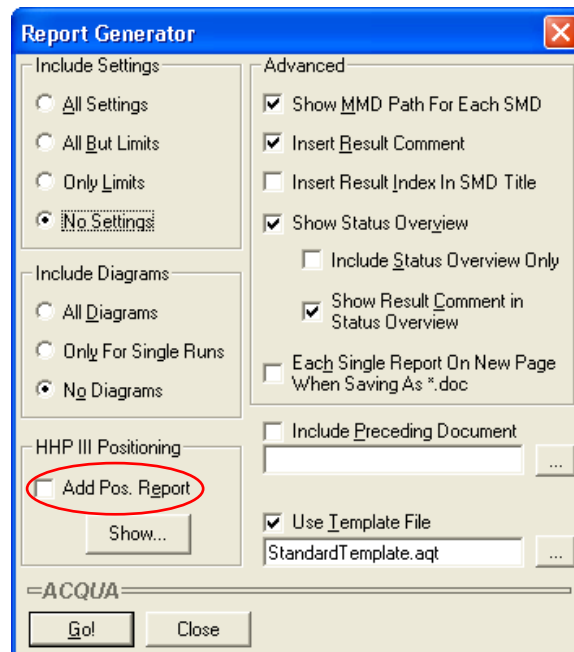 Report Generator
Include Settings
All Settings
All But Limits
Only Limits
No Settings
Include Diagrams
All Diagrams
Only For Single Runs
No Diagrams
HHP III Positioning
Add Pos. Report
Show...
Advanced
Show MMD Path For Each SMD
Insert Result Comment
Insert Result Index In SMD Title
Show Status Overview
Include Status Overview Only
Show Result Comment in
Status Overview
Each Single Report On New Page
When Saving As *.doc
Include Preceding Document
...
Use Template File
StandardTemplate.aqt
...
ACQUA
Go!
Close